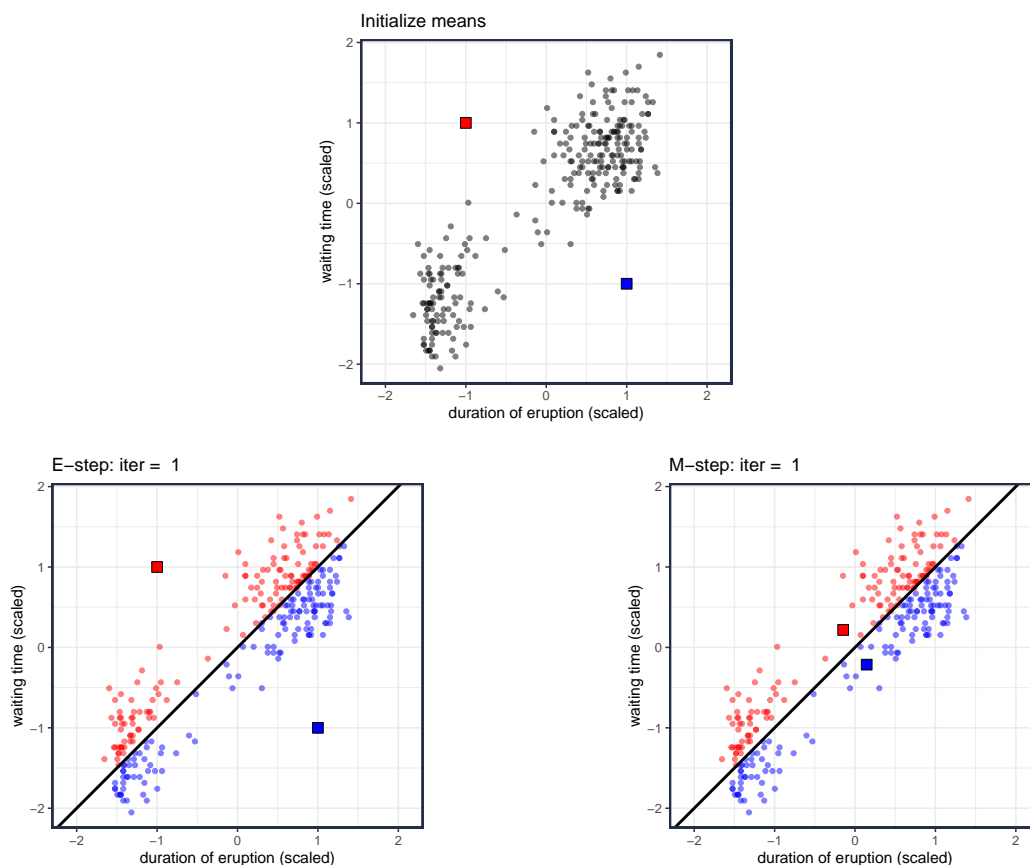 Initialize means
2
1
0
−1
−2
waiting time (scaled)
−2 −1 0 1 2
duration of eruption (scaled)
E−step: iter = 1
2
1
0
−1
−2
waiting time (scaled)
−2 −1 0 1 2
duration of eruption (scaled)
M−step: iter = 1
2
1
0
−1
−2
waiting time (scaled)
−2 −1 0 1 2
duration of eruption (scaled)